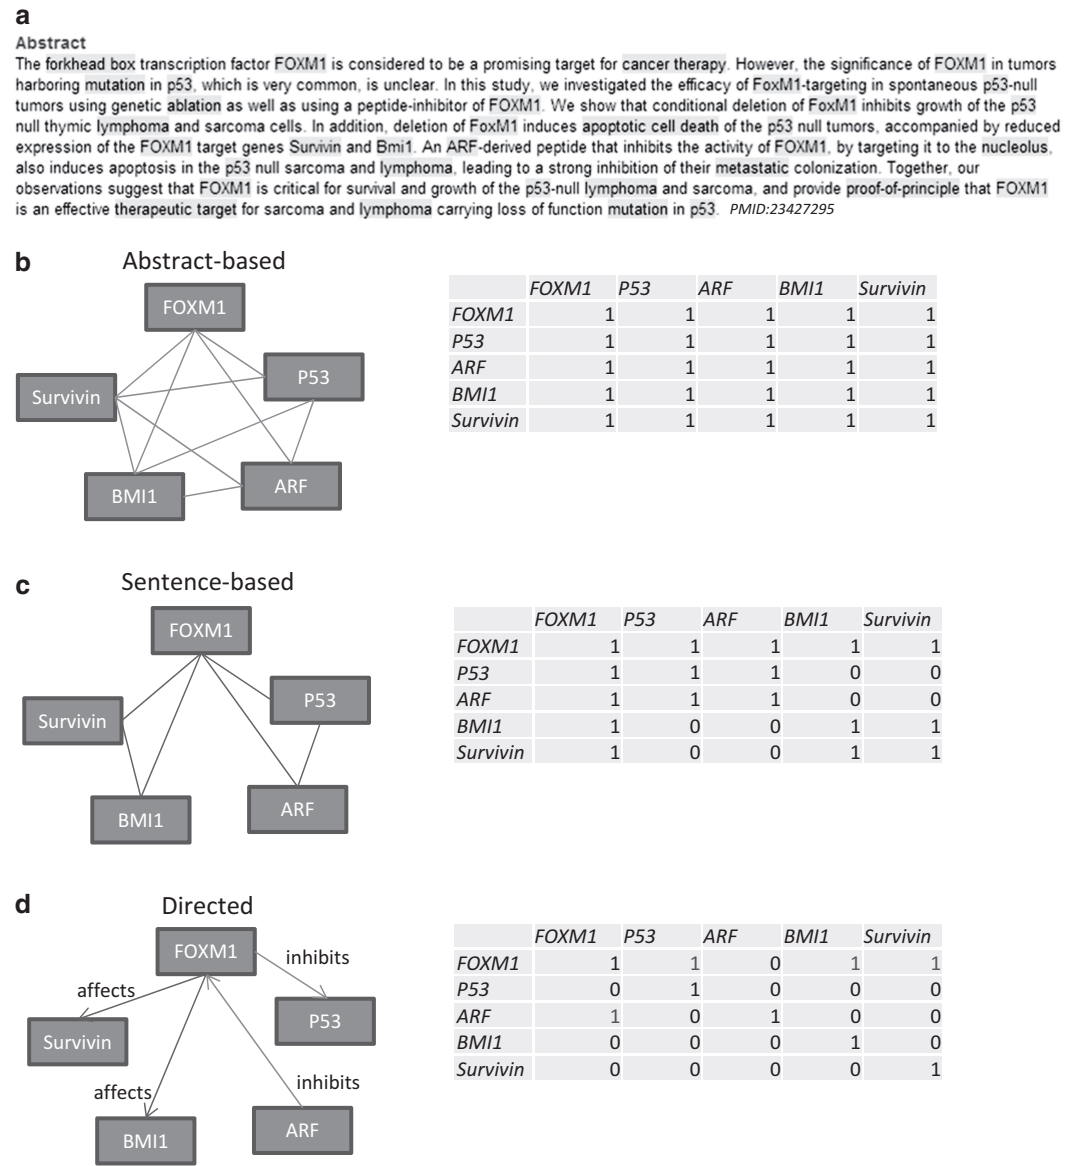 a
Abstract
The forkhead box transcription factor FOXM1 is considered to be a promising target for cancer therapy. However, the significance of FOXM1 in tumors
harboring mutation in p53, which is very common, is unclear. In this study, we investigated the efficacy of FoxM1-targeting in spontaneous p53-null
tumors using genetic ablation as well as using a peptide-inhibitor of FOXM1. We show that conditional deletion of FoxM1 inhibits growth of the p53
null thymic lymphoma and sarcoma cells. In addition, deletion of FoxM1 induces apoptotic cell death of the p53 null tumors, accompanied by reduced
expression of the FOXM1 target genes Survivin and Bmi1. An ARF-derived peptide that inhibits the activity of FOXM1, by targeting it to the nucleolus,
also induces apoptosis in the p53 null sarcoma and lymphoma, leading to a strong inhibition of their metastatic colonization. Together, our
observations suggest that FOXM1 is critical for survival and growth of the p53-null lymphoma and sarcoma, and provide proof-of-principle that FOXM1
is an effective therapeutic target for sarcoma and lymphoma carrying loss of function mutation in p53. PMID:23427295
b
Abstract-based
FOXM1
P53
Survivin
BMI1
ARF
FOXM1 P53 ARF BMI1 Survivin
FOXM1 1 1 1 1 1
P53 1 1 1 1 1
ARF 1 1 1 1 1
BMI1 1 1 1 1 1
Survivin 1 1 1 1 1
c
Sentence-based
FOXM1
P53
Survivin
BMI1
ARF
FOXM1 P53 ARF BMI1 Survivin
FOXM1 1 1 1 1 1
P53 1 1 1 0 0
ARF 1 1 1 0 0
BMI1 1 0 0 1 1
Survivin 1 0 0 1 1
d
Directed
FOXM1
inhibits
affects
P53
Survivin
affects
inhibits
BMI1
ARF
FOXM1 P53 ARF BMI1 Survivin
FOXM1 1 1 0 1 1
P53 0 1 0 0 0
ARF 1 0 1 0 0
BMI1 0 0 0 1 0
Survivin 0 0 0 0 1